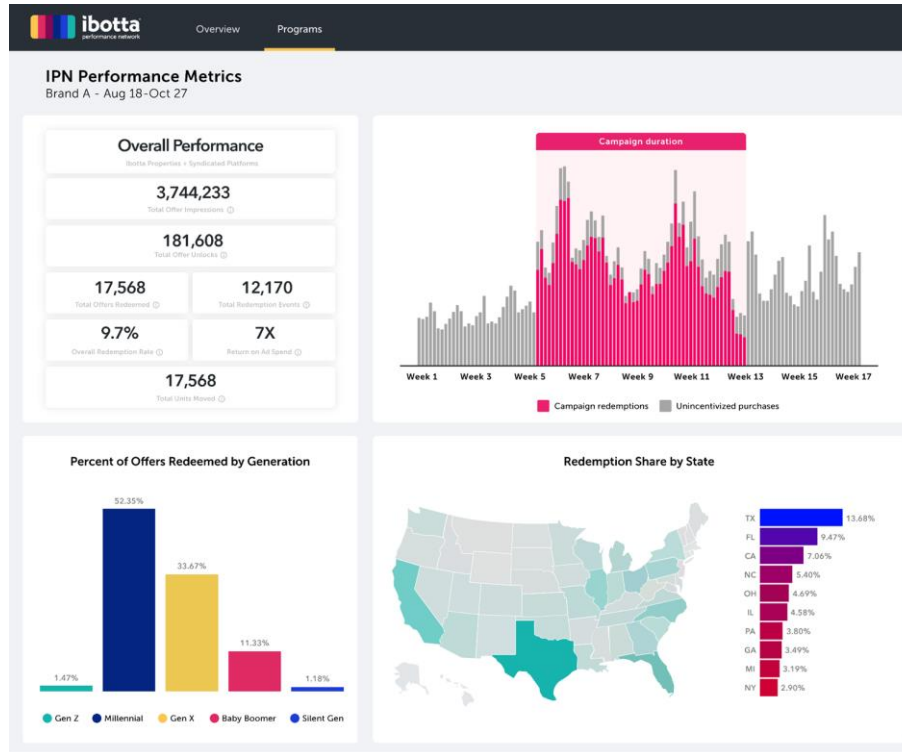 ibotta
performance network
Overview
Programs
IPN Performance Metrics
Brand A - Aug 18-Oct 27
Overall Performance
Ibotta Properties + Syndicated Platforms
3,744,233
Total Offer Impressions
181,608
Total Offer Unlocks
17,568
Total Offers Redeemed
12,170
Total Redemption Events
9.7%
Overall Redemption Rate
7X
Return on Ad Spend
17,568
Total Units Moved
Campaign duration
Week 1 Week 3 Week 5 Week 7 Week 9 Week 11 Week 13 Week 15 Week 17
Campaign redemptions Unincentivized purchases
Percent of Offers Redeemed by Generation
52.35%
33.67%
11.33%
1.47%
1.18%
Gen Z Millennial Gen X Baby Boomer Silent Gen
Redemption Share by State
TX 13.68%
FL 9.47%
CA 7.06%
NC 5.40%
OH 4.69%
IL 4.58%
PA 3.80%
GA 3.49%
MI 3.19%
NY 2.90%